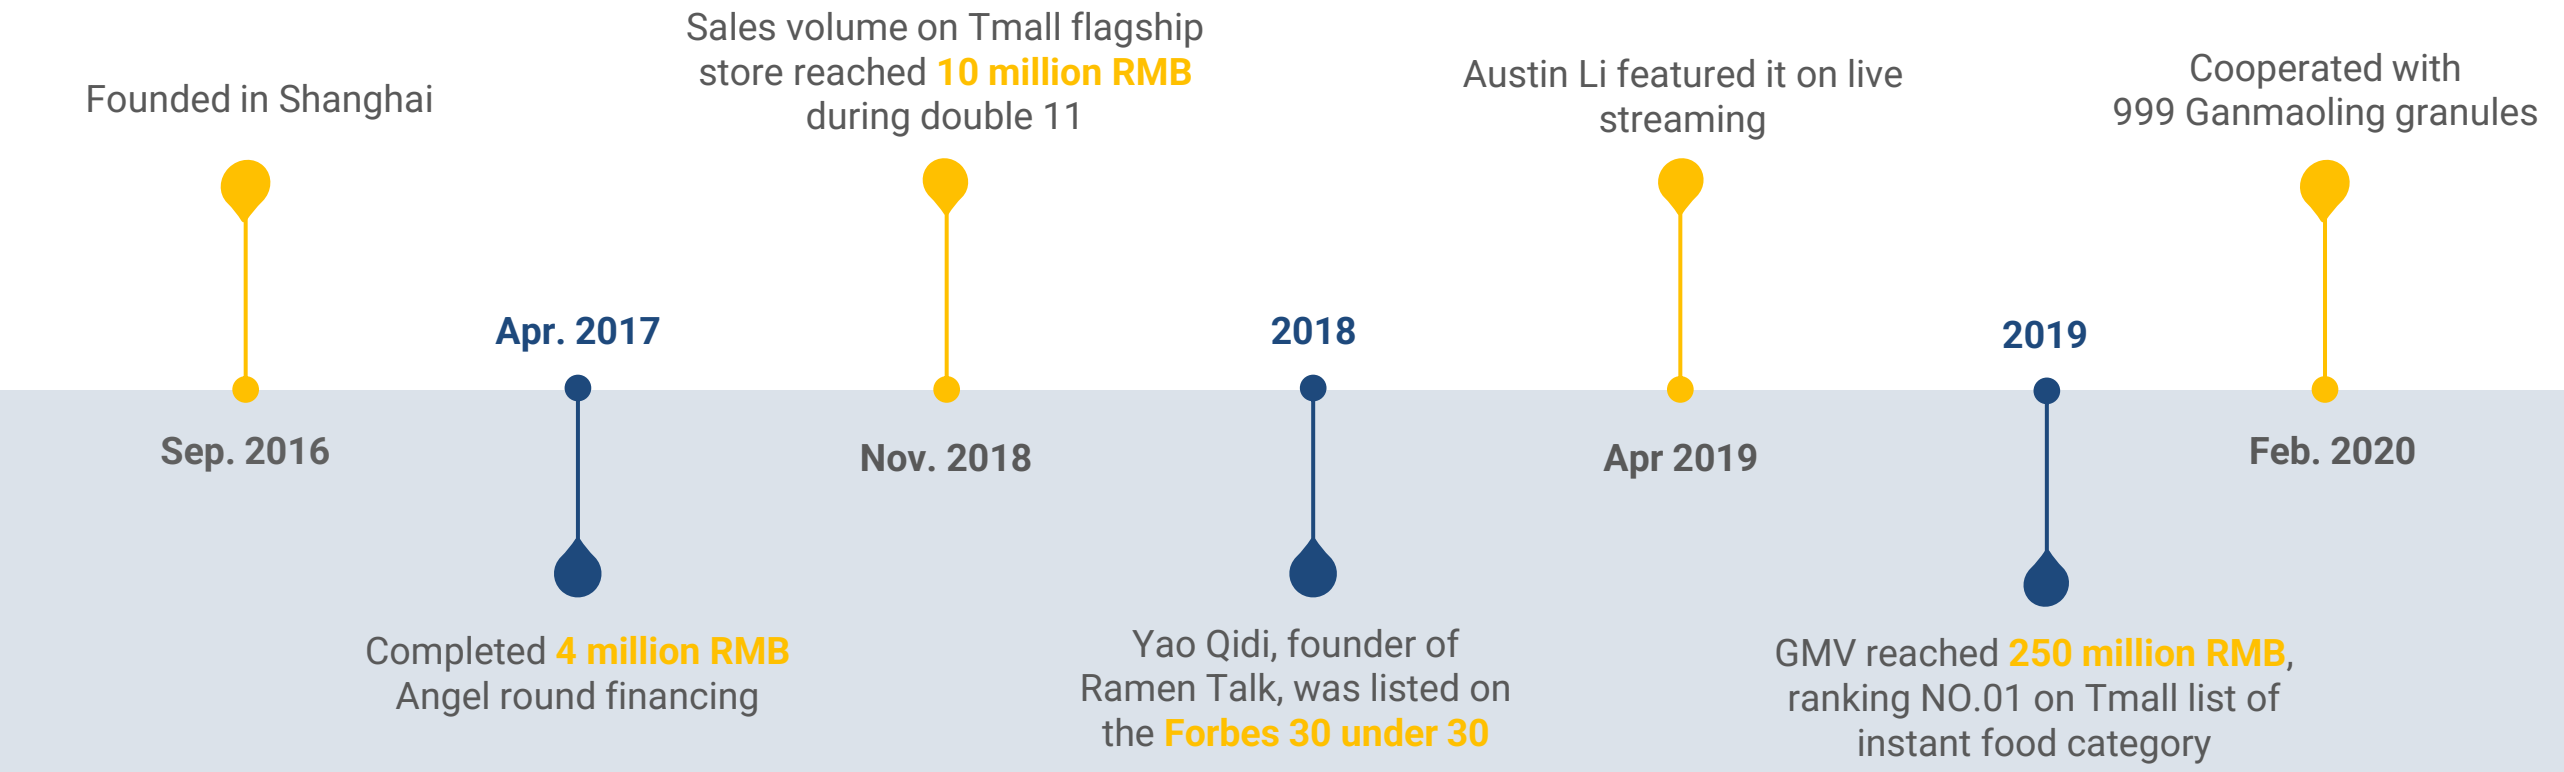 Founded in Shanghai
Sep. 2016
Apr. 2017
Completed 4 million RMB
Angel round financing
Sales volume on Tmall flagship
store reached 10 million RMB
during double 11
Nov. 2018
2018
Yao Qidi, founder of
Ramen Talk, was listed on
the Forbes 30 under 30
Austin Li featured it on live
streaming
Apr 2019
2019
GMV reached 250 million RMB,
ranking NO.01 on Tmall list of
instant food category
Cooperated with
999 Ganmaoling granules
Feb. 2020